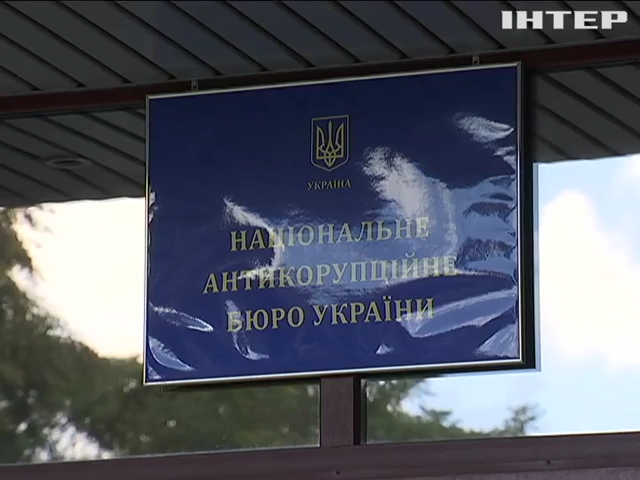 ІНТЕР
УКРАЇНА
НАЦІОНАЛЬНЕ
АНТИКОРУПЦІЙНЕ
БЮРО УКРАЇНИ